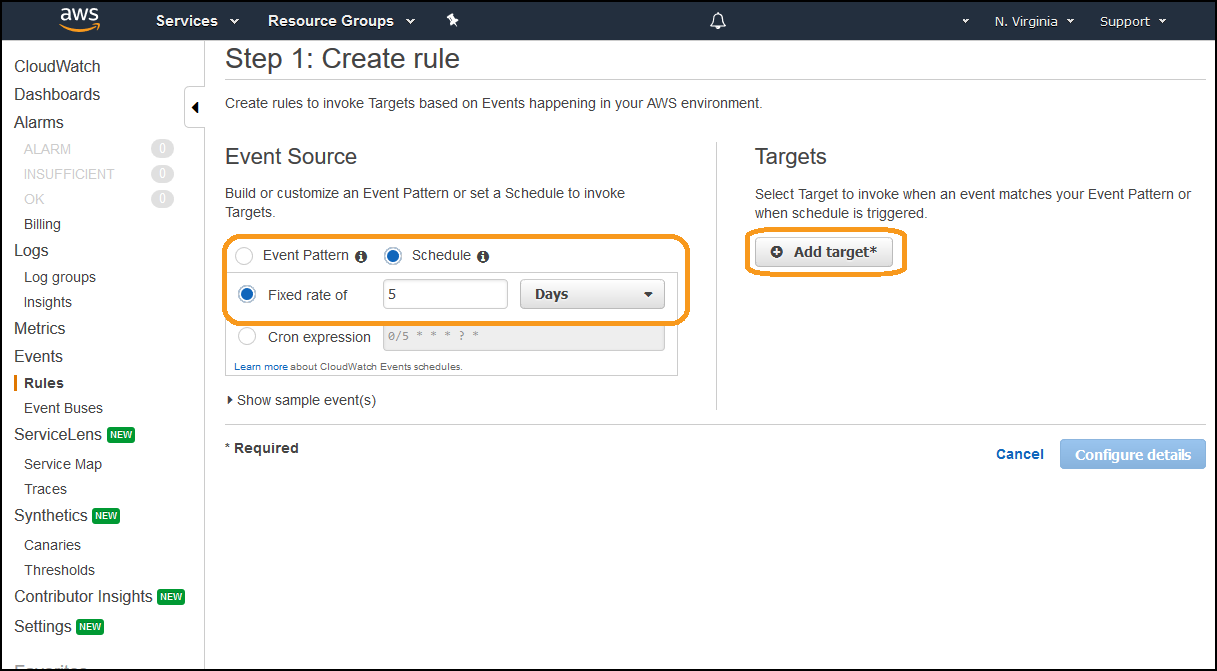 aws
Services
Resource Groups
N. Virginia
Support
CloudWatch
Dashboards
Alarms
ALARM 0
INSUFFICIENT 0
OK 0
Billing
Logs
Log groups
Insights
Metrics
Events
Rules
Event Buses
ServiceLens NEW
Service Map
Traces
Synthetics NEW
Canaries
Thresholds
Contributor Insights NEW
Settings NEW
Favorites
Step 1: Create rule
Create rules to invoke Targets based on Events happening in your AWS environment.
Event Source
Build or customize an Event Pattern or set a Schedule to invoke
Targets.
Event Pattern Schedule
Fixed rate of 5 Days
Cron expression 0/5 * * * ? *
Learn more about CloudWatch Events schedules.
Show sample event(s)
Targets
Select Target to invoke when an event matches your Event Pattern or
when schedule is triggered.
Add target*
* Required
Cancel
Configure details